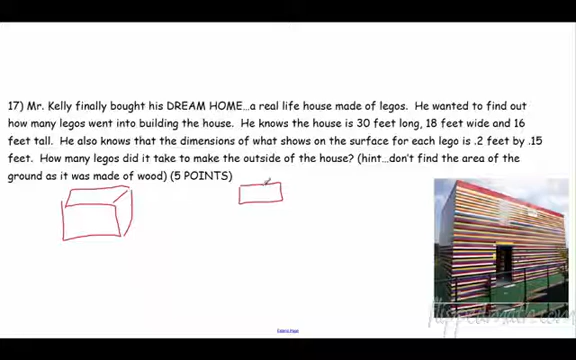 17) Mr. Kelly finally bought his DREAM HOME…a real life house made of legos. He wanted to find out
how many legos went into building the house. He knows the house is 30 feet long, 18 feet wide and 16
feet tall. He also knows that the dimensions of what shows on the surface for each lego is .2 feet by .15
feet. How many legos did it take to make the outside of the house? (hint…don't find the area of the
ground as it was made of wood) (5 POINTS)
flippedmath.com